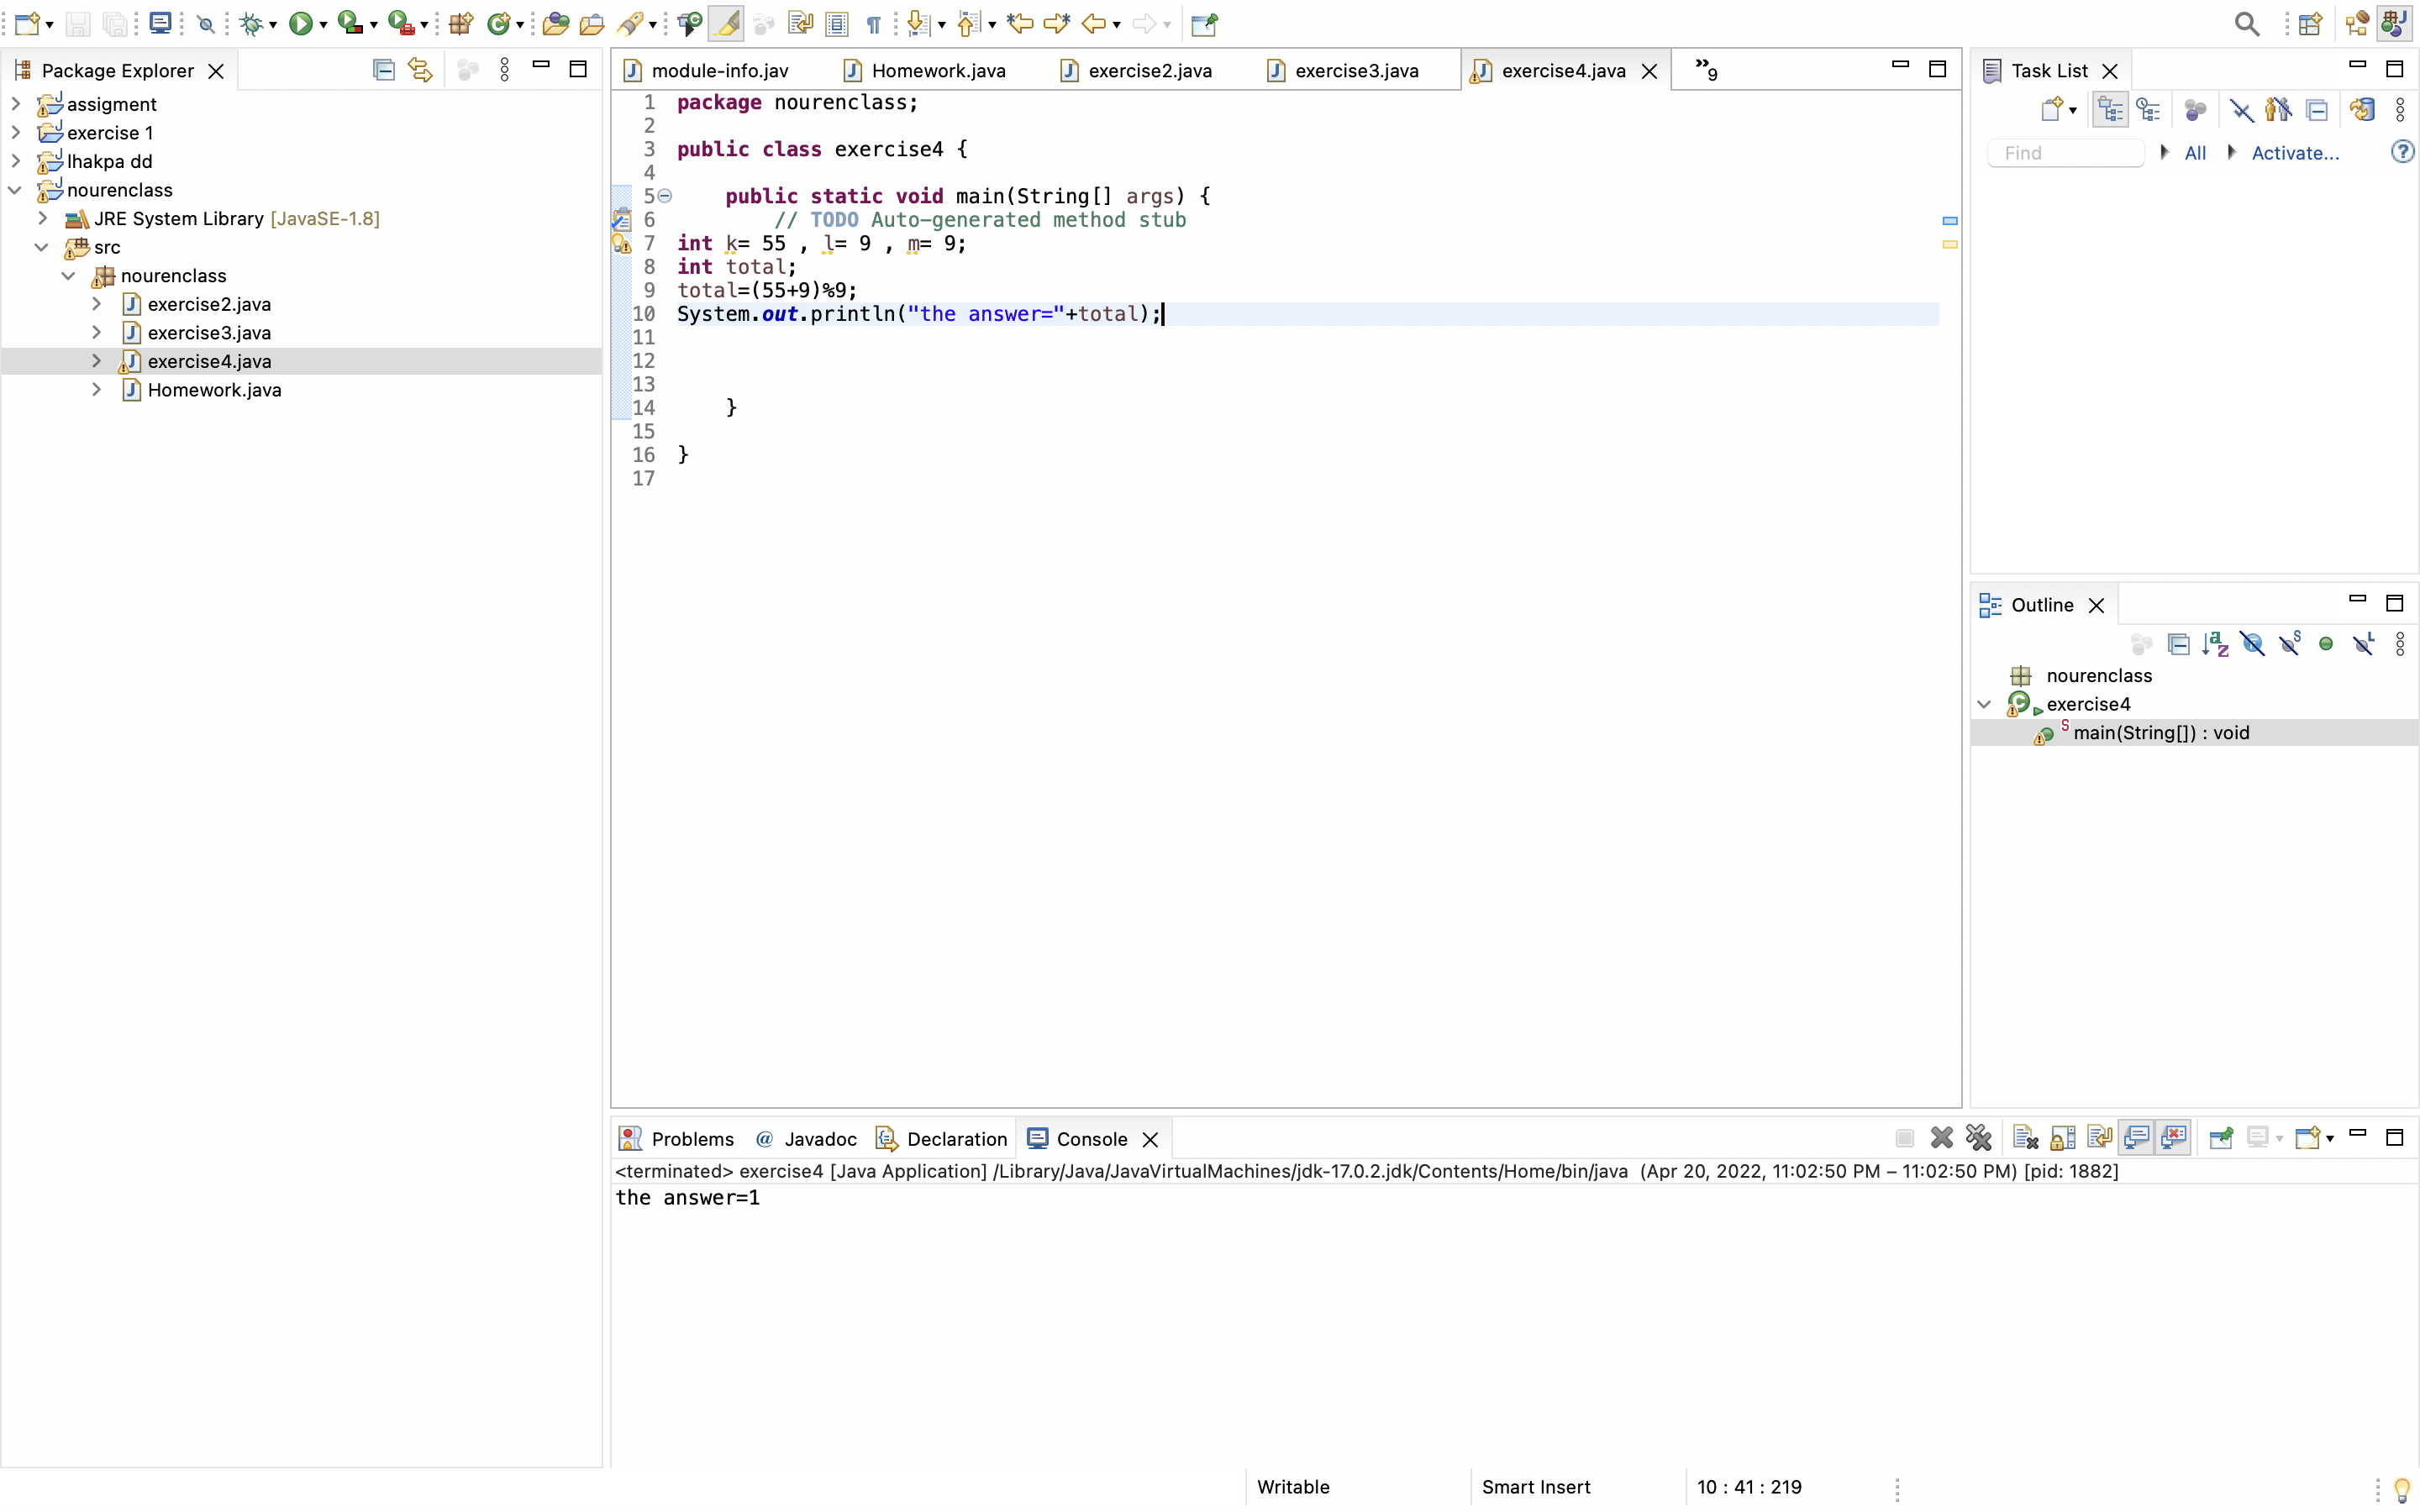 Package Explorer
assigment
exercise 1
lhakpa dd
nourenclass
JRE System Library [JavaSE-1.8]
src
nourenclass
exercise2.java
exercise3.java
exercise4.java
Homework.java
module-info.jav Homework.java exercise2.java exercise3.java exercise4.java »9
1 package nourenclass;
2
3 public class exercise4 {
4
5 public static void main(String[] args) {
6 // TODO Auto-generated method stub
7 int k= 55 , l= 9 , m= 9;
8 int total;
9 total=(55+9)%9;
10 System.out.println("the answer="+total);
11
12
13
14 }
15
16 }
17
Task List
Find All Activate...
Outline
nourenclass
exercise4
main(String[]) : void
Problems @ Javadoc Declaration Console
<terminated> exercise4 [Java Application] /Library/Java/JavaVirtualMachines/jdk-17.0.2.jdk/Contents/Home/bin/java (Apr 20, 2022, 11:02:50 PM – 11:02:50 PM) [pid: 1882]
the answer=1
Writable Smart Insert 10 : 41 : 219